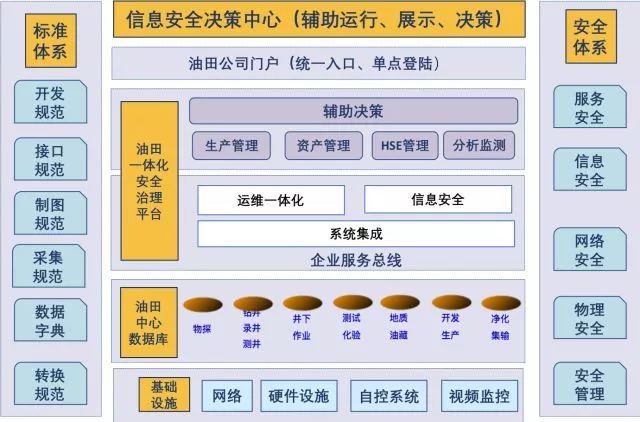 标准
体系
开发
规范
接口
规范
制图
规范
采集
规范
数据
字典
转换
规范
信息安全决策中心（辅助运行、展示、决策）
油田公司门户（统一入口、单点登陆）
油田
一体化
安全
治理
平台
辅助决策
生产管理
资产管理
HSE管理
分析监测
运维一体化
信息安全
系统集成
企业服务总线
油田
中心
数据库
物探
钻井
录井
测井
井下
作业
测试
化验
地质
油藏
开发
生产
净化
集输
基础
设施
网络
硬件设施
自控系统
视频监控
安全
体系
服务
安全
信息
安全
网络
安全
物理
安全
安全
管理